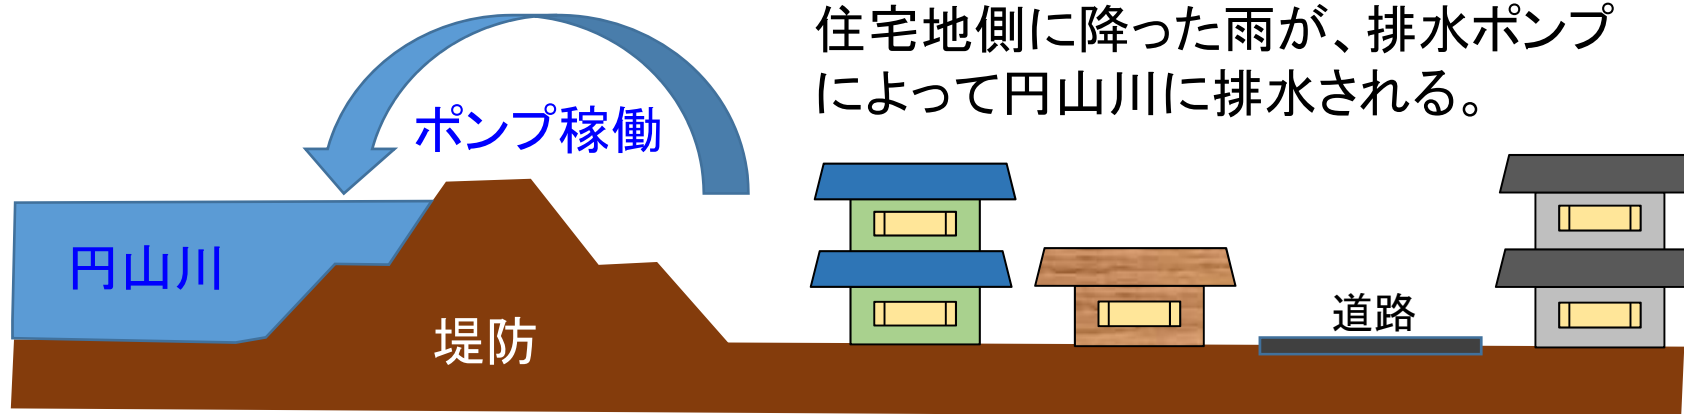 住宅地側に降った雨が、排水ポンプ
によって円山川に排水される。
ポンプ稼働
円山川
堤防
道路